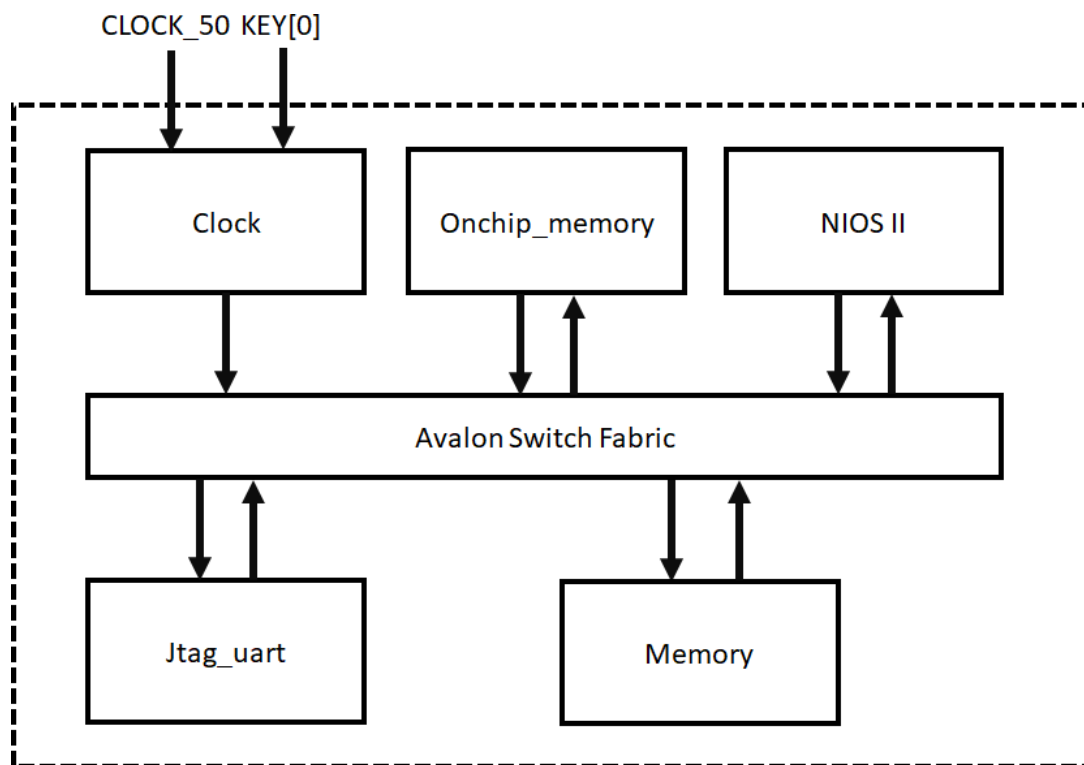 CLOCK_50 KEY[0]
Clock
Onchip_memory
NIOS II
Avalon Switch Fabric
Jtag_uart
Memory